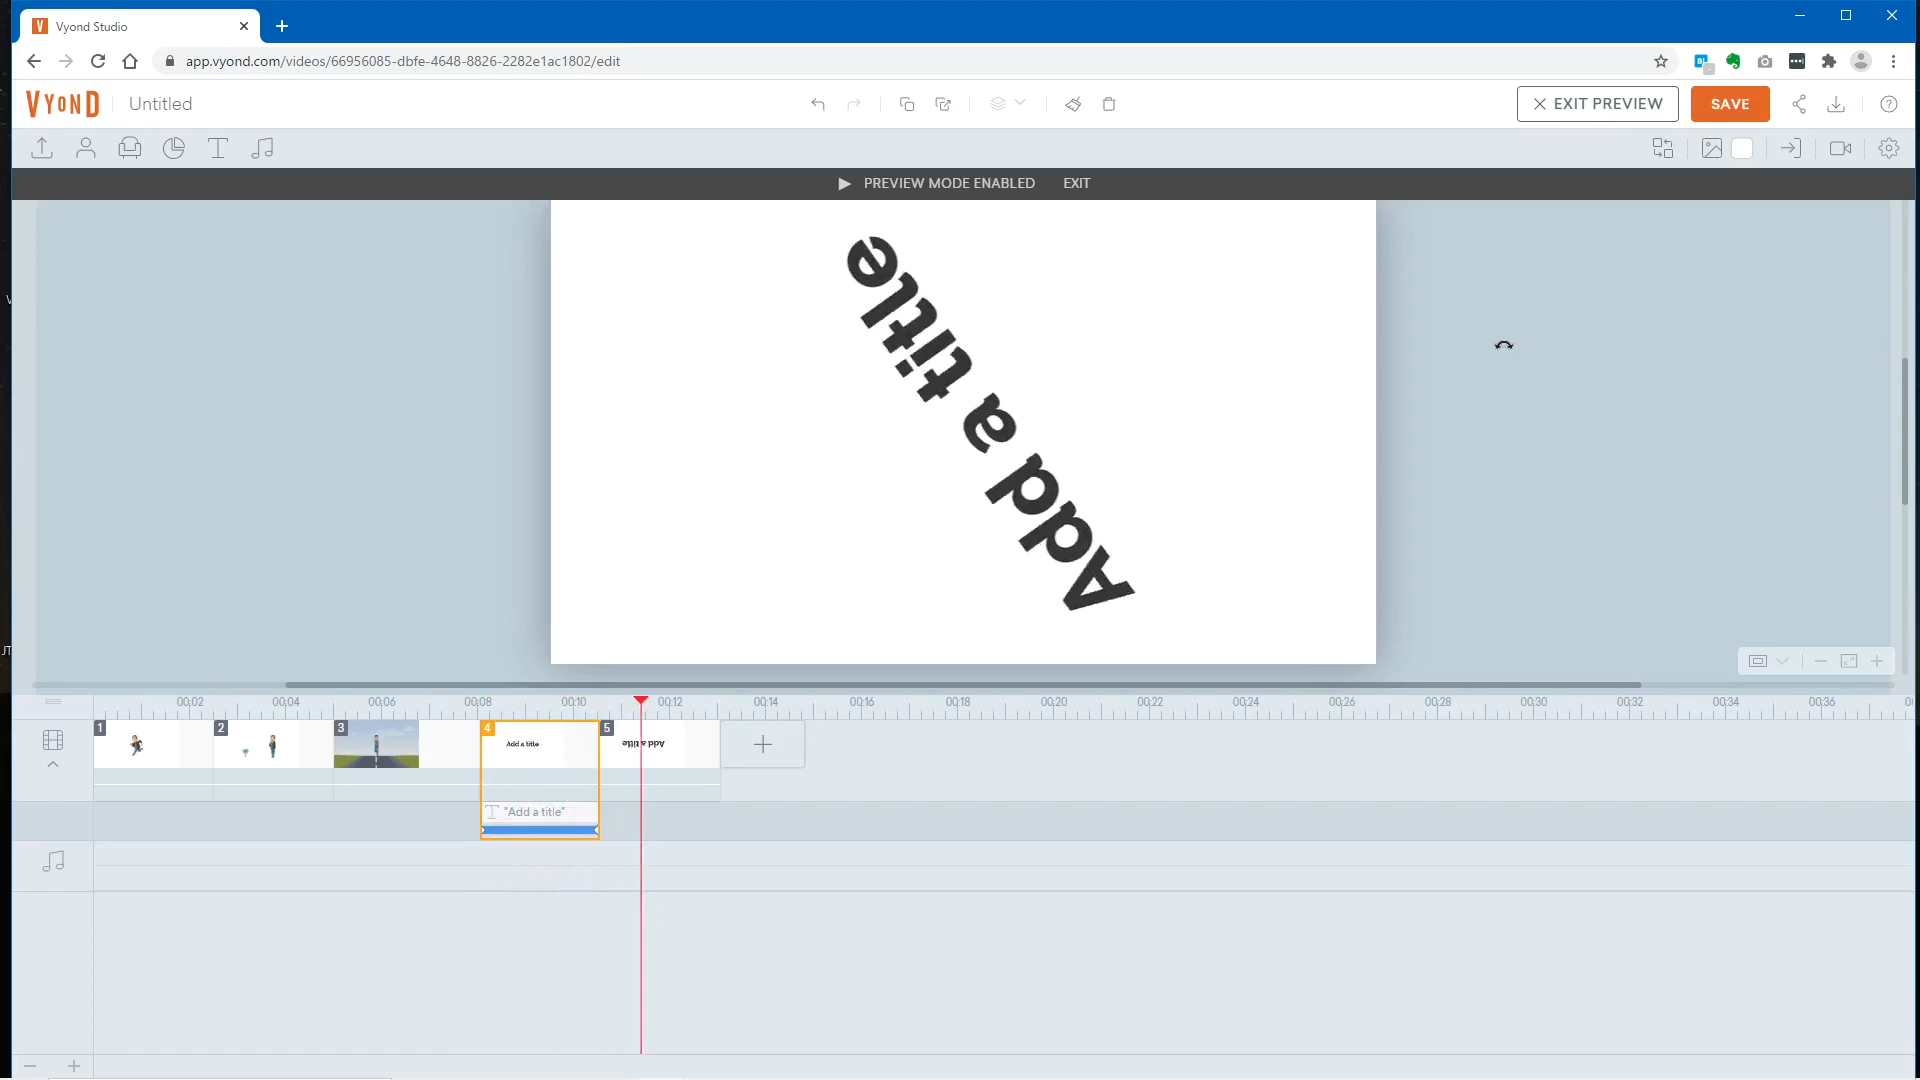 Vyond Studio
app.vyond.com/videos/66956085-dbfe-4648-8826-2282e1ac1802/edit
VYOND
Untitled
EXIT PREVIEW
SAVE
PREVIEW MODE ENABLED EXIT
Add a title
JT
00:02 00:04 00:06 00:08 00:10 00:12 00:14 00:16 00:18 00:20 00:22 00:24 00:26 00:28 00:30 00:32 00:34 00:36
1 2 3 4 5
Add a title
Add a title
"Add a title"